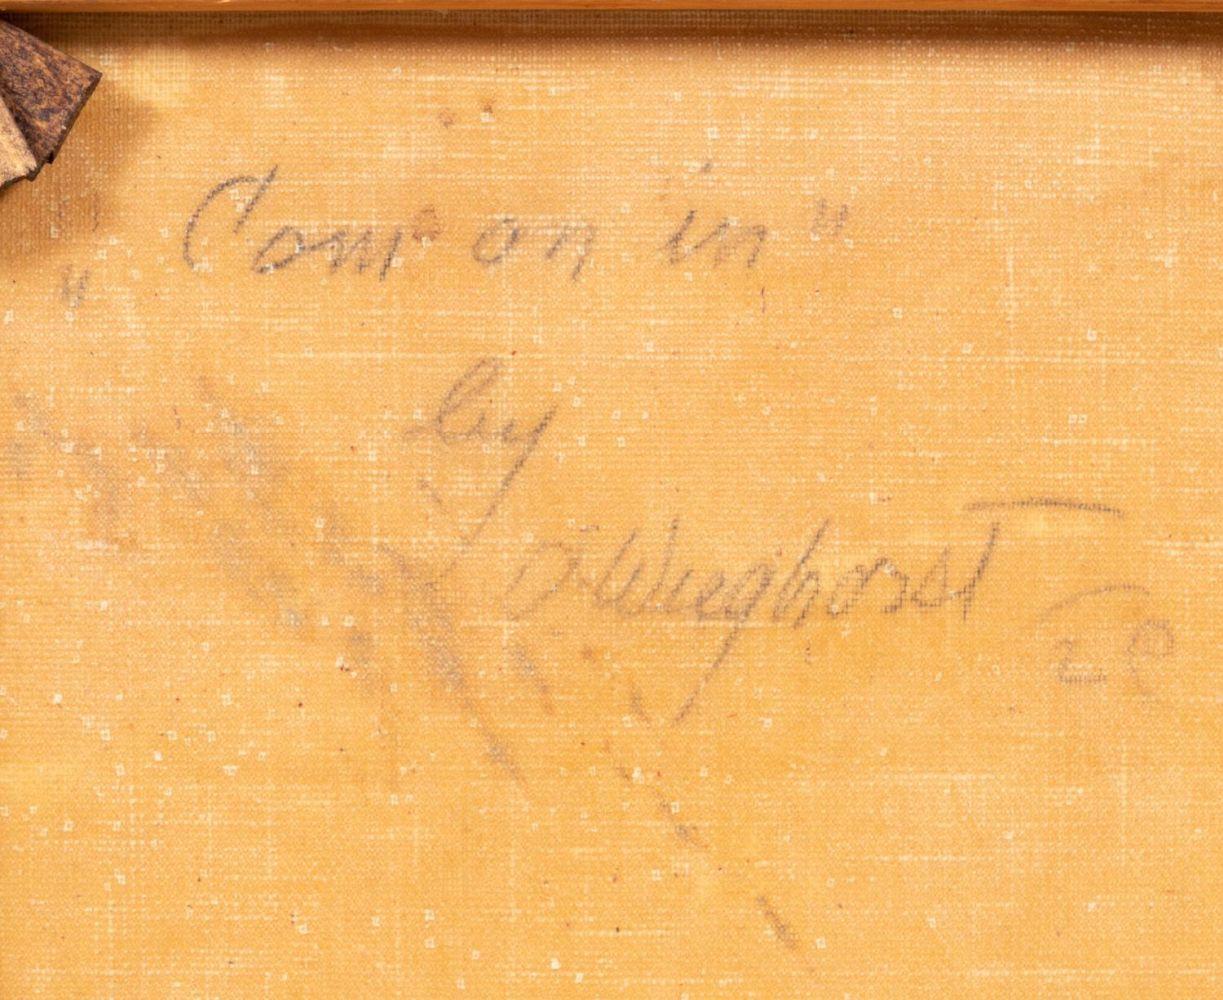 "Com on in"
by
O-Wieghorst